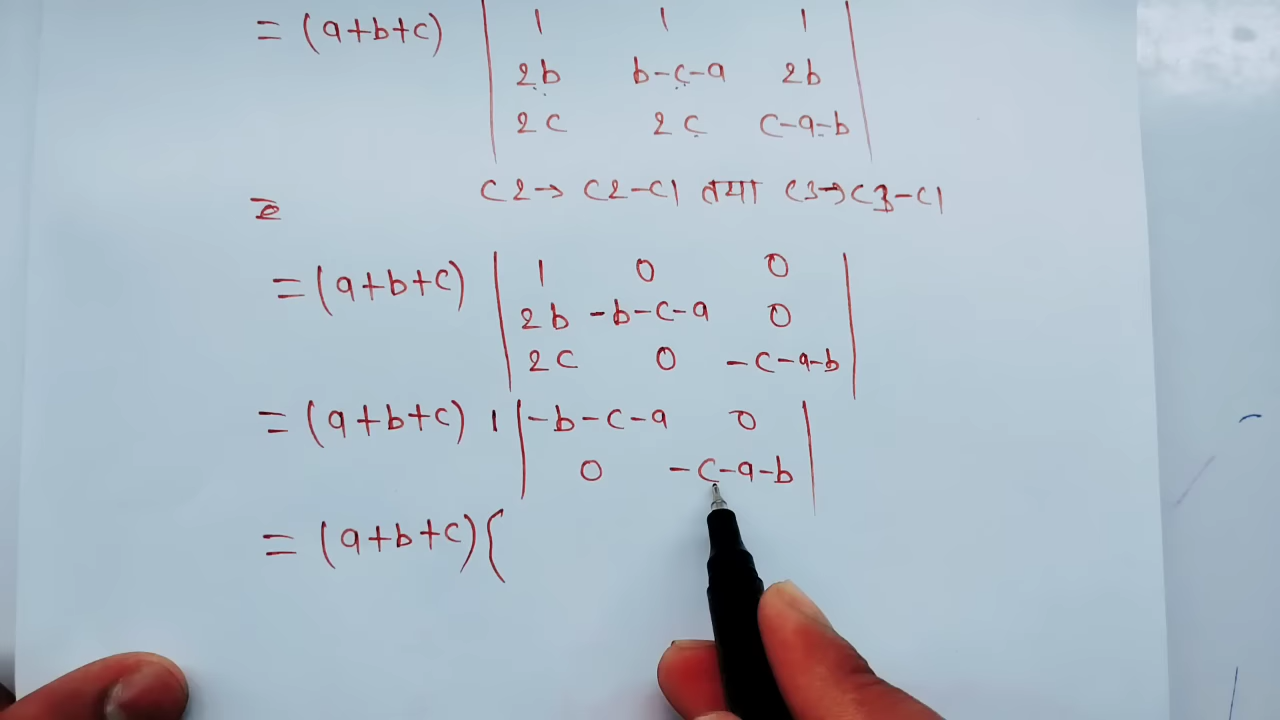 = (a+b+c) | 1 1 1 |
| 2b b-c-a 2b |
| 2c 2c c-a-b |
C2→ C2-C1 तथा C3→C3-C1
= (a+b+c) | 1 0 0 |
| 2b -b-c-a 0 |
| 2c 0 -c-a-b |
= (a+b+c) 1 | -b-c-a 0 |
| 0 -c-a-b |
= (a+b+c) (